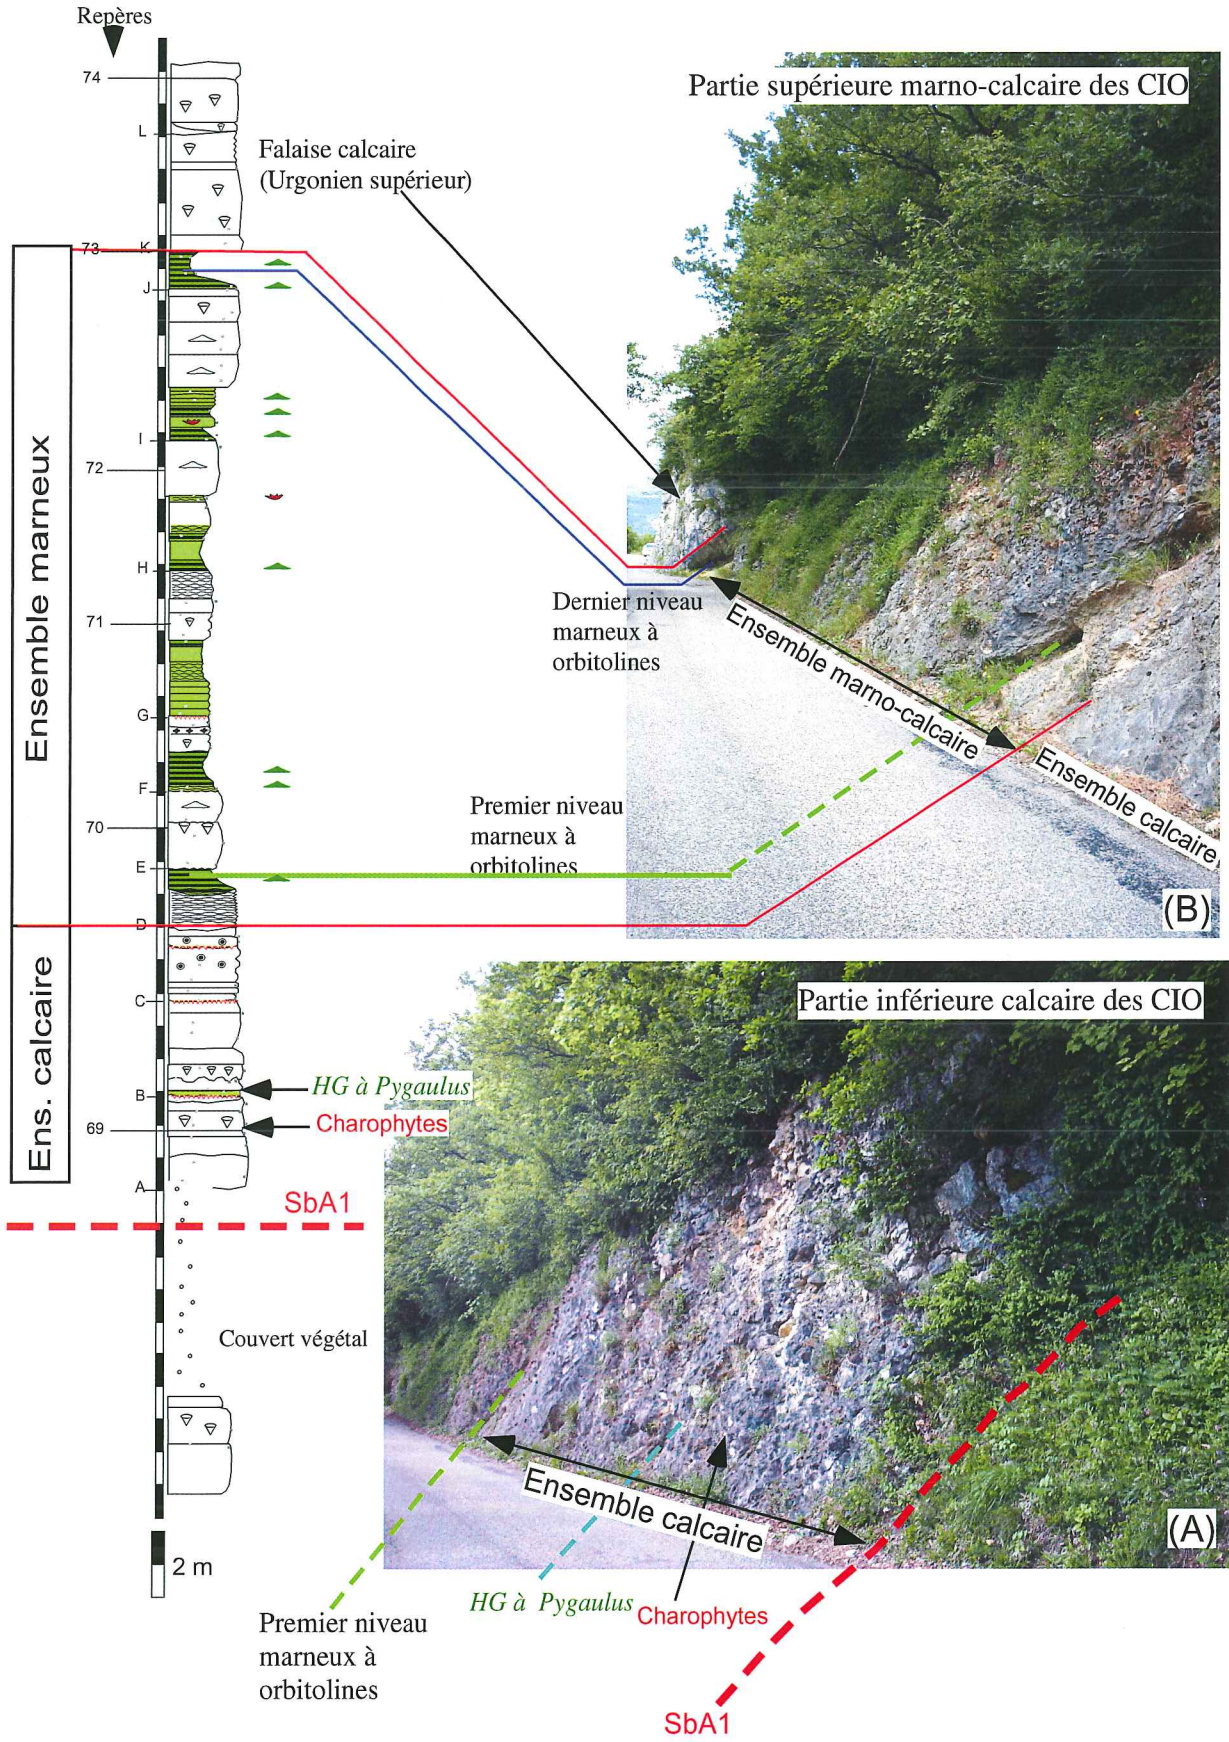 Repères
74
L
Partie supérieure marno-calcaire des CIO
Falaise calcaire
(Urgonien supérieur)
73
K
J
I
72
H
71
G
F
70
E
D
C
B
69
A
Ensemble marneux
Ens. calcaire
Dernier niveau
marneux à
orbitolines
Ensemble marno-calcaire
Ensemble calcaire
Premier niveau
marneux à
orbitolines
(B)
Partie inférieure calcaire des CIO
HG à Pygaulus
Charophytes
SbA1
Couvert végétal
2 m
Ensemble calcaire
(A)
HG à Pygaulus
Charophytes
Premier niveau
marneux à
orbitolines
SbA1